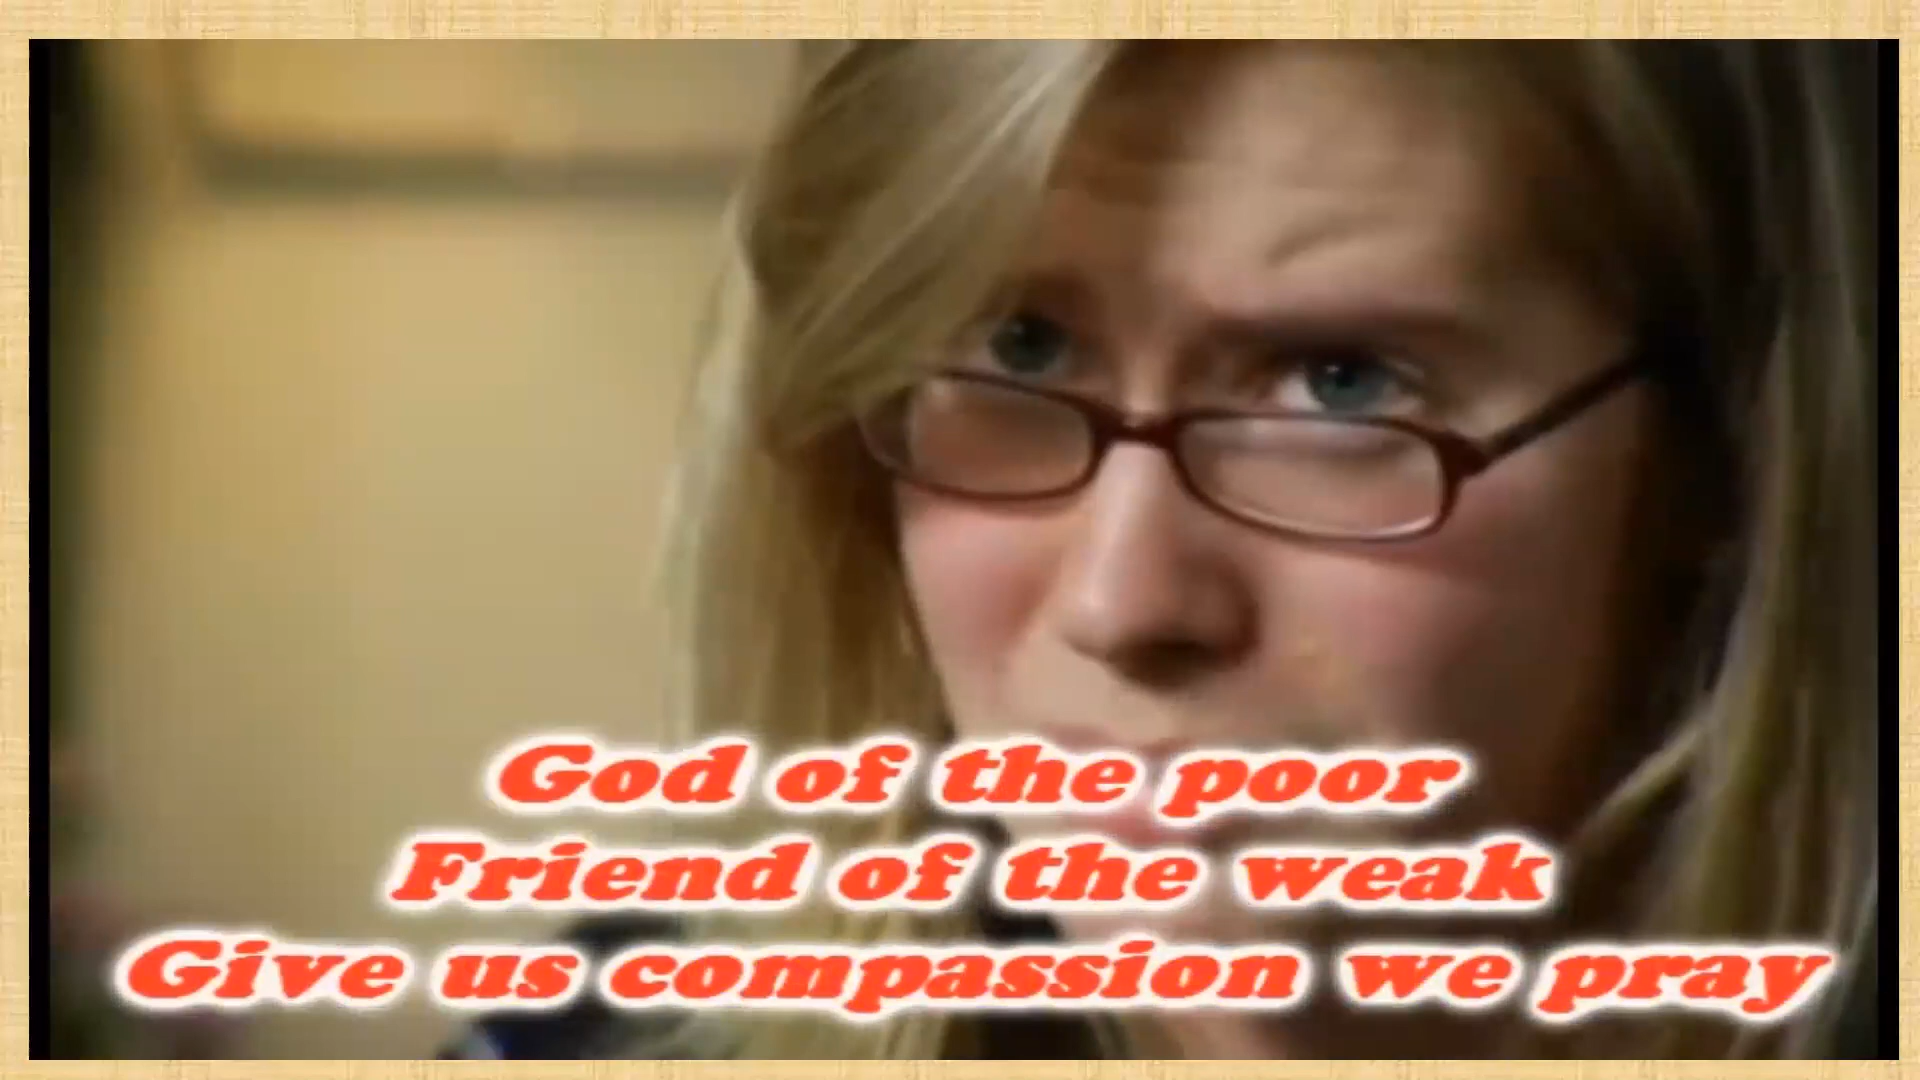 God of the poor
Friend of the weak
Give us compassion we pray